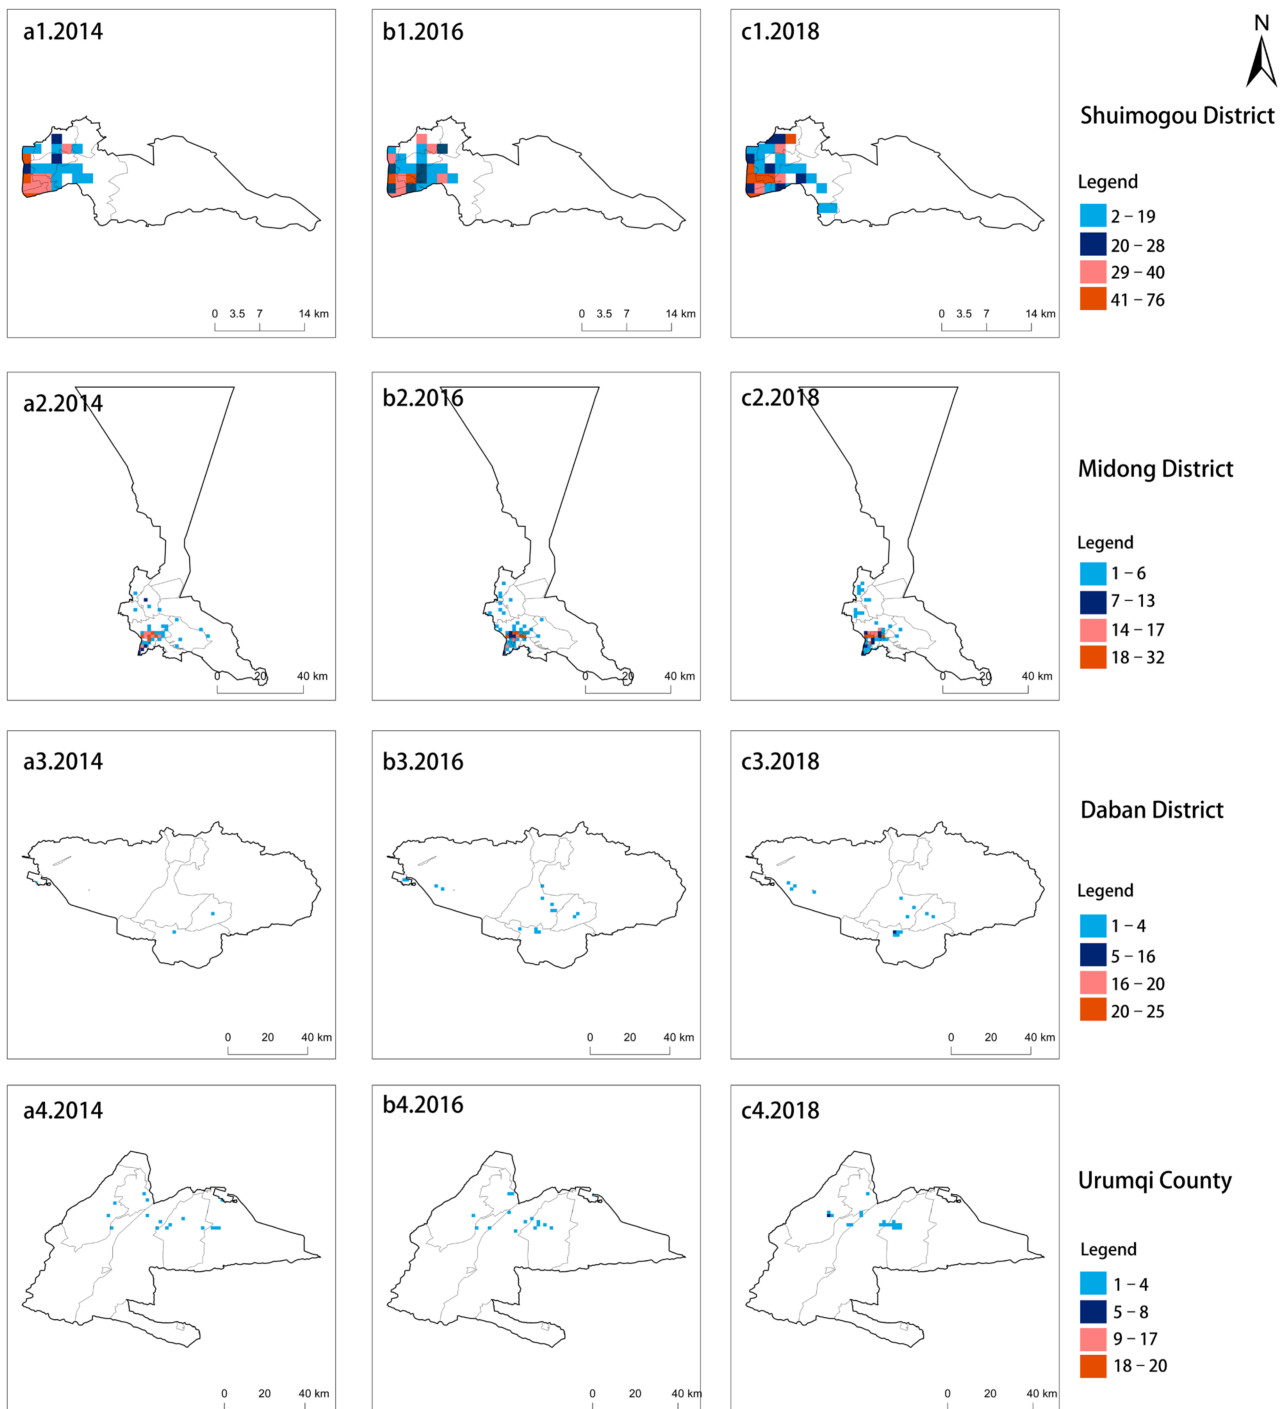 a1.2014
b1.2016
c1.2018
N
Shuimogou District
Legend
2 – 19
20 – 28
29 – 40
41 – 76
0 3.5 7 14 km
0 3.5 7 14 km
0 3.5 7 14 km
a2.2014
b2.2016
c2.2018
Midong District
Legend
1 – 6
7 – 13
14 – 17
18 – 32
0 20 40 km
0 20 40 km
0 20 40 km
a3.2014
b3.2016
c3.2018
Daban District
Legend
1 – 4
5 – 16
16 – 20
20 – 25
0 20 40 km
0 20 40 km
0 20 40 km
a4.2014
b4.2016
c4.2018
Urumqi County
Legend
1 – 4
5 – 8
9 – 17
18 – 20
0 20 40 km
0 20 40 km
0 20 40 km